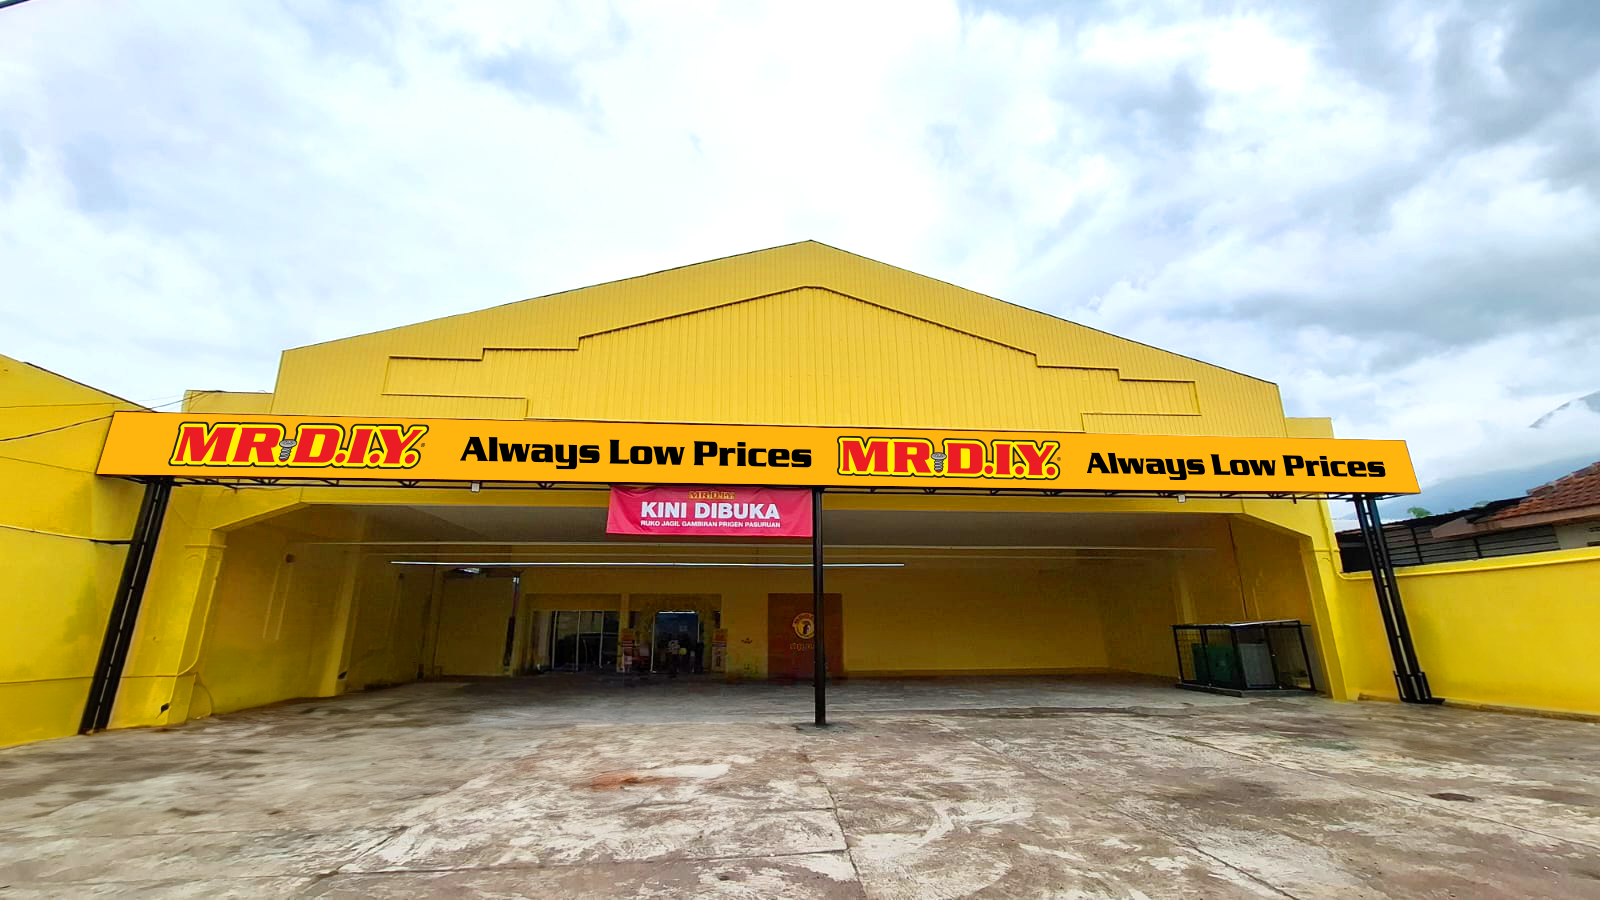 MR.D.I.Y.® Always Low Prices MR.D.I.Y.® Always Low Prices
MR.D.I.Y.
KINI DIBUKA
RUKO JAGIL GAMBIRAN PRIGEN PASURUAN